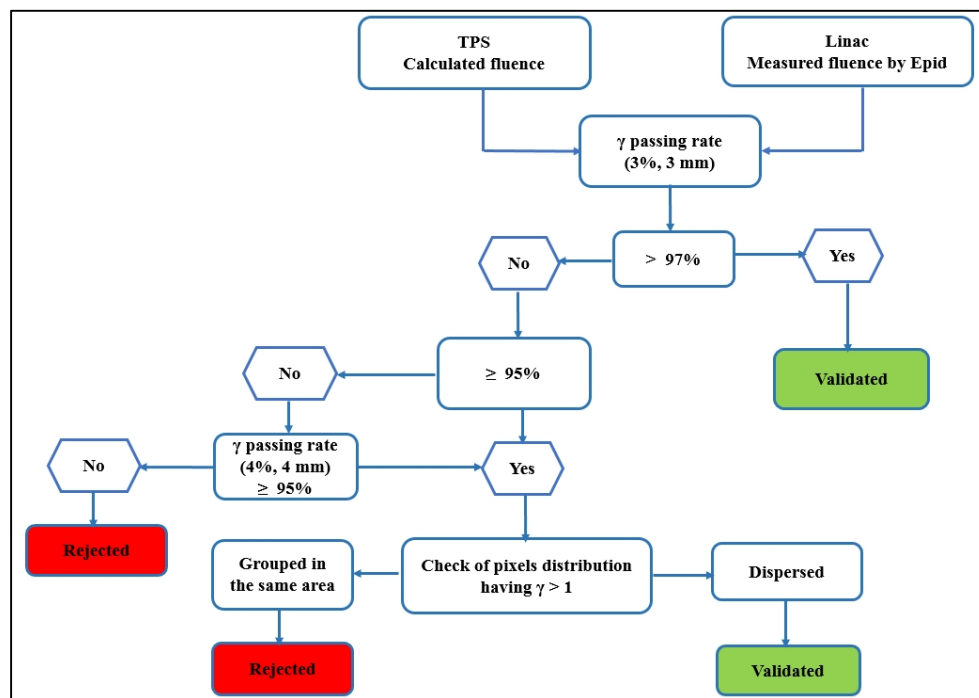 TPS
Calculated fluence
Linac
Measured fluence by Epid
γ passing rate
(3%, 3 mm)
No
> 97%
Yes
No
≥ 95%
Validated
No
γ passing rate
(4%, 4 mm)
≥ 95%
Yes
Rejected
Grouped in
the same area
Check of pixels distribution
having γ > 1
Dispersed
Rejected
Validated